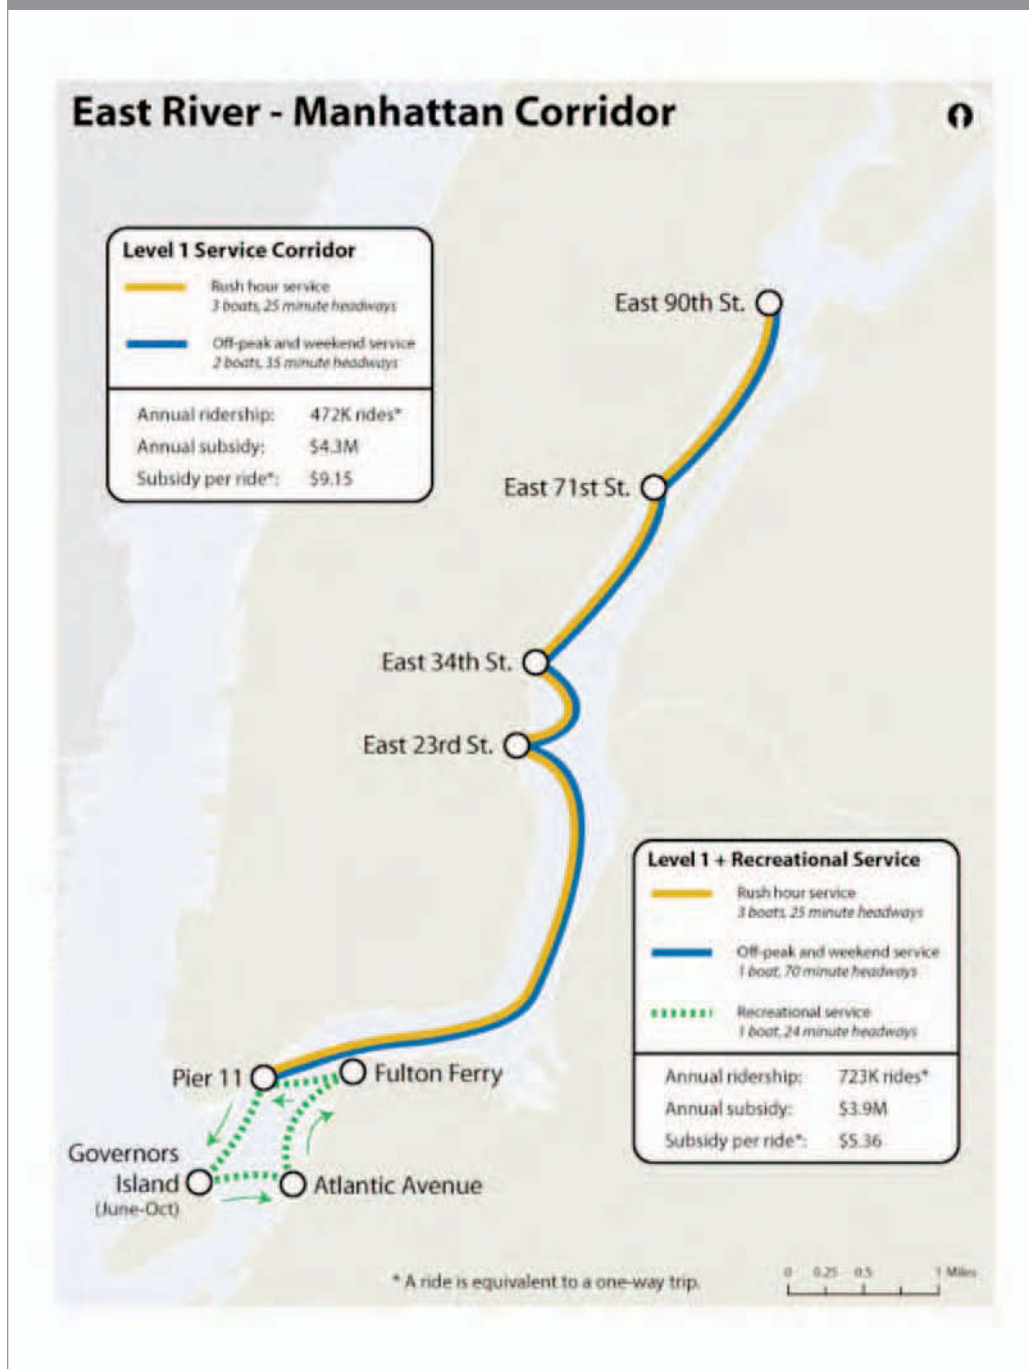 East River - Manhattan Corridor
Level 1 Service Corridor
Rush hour service
3 boats, 25 minute headways
Off-peak and weekend service
2 boats, 35 minute headways
Annual ridership: 472K rides*
Annual subsidy: $4.3M
Subsidy per ride*: $9.15
East 90th St.
East 71st St.
East 34th St.
East 23rd St.
Level 1 + Recreational Service
Rush hour service
3 boats, 25 minute headways
Off-peak and weekend service
1 boat, 70 minute headways
Recreational service
1 boat, 24 minute headways
Annual ridership: 723K rides*
Annual subsidy: $3.9M
Subsidy per ride*: $5.36
Pier 11
Fulton Ferry
Governors
Island
(June-Oct)
Atlantic Avenue
* A ride is equivalent to a one-way trip.
0 0.25 0.5 1 Miles